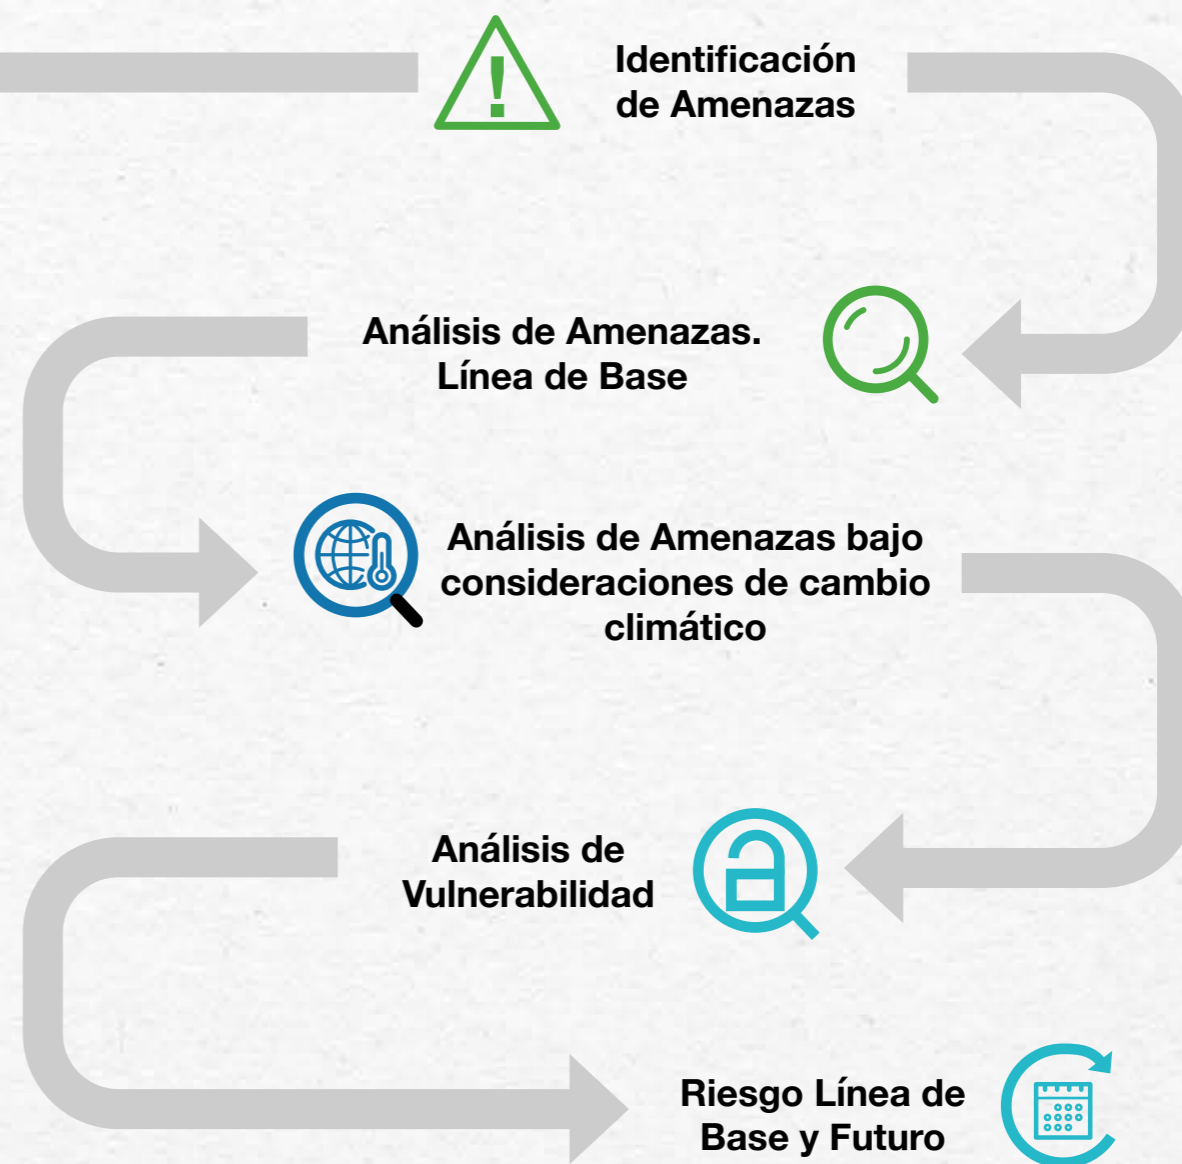 Identificación
de Amenazas
Análisis de Amenazas.
Línea de Base
Análisis de Amenazas bajo
consideraciones de cambio
climático
Análisis de
Vulnerabilidad
Riesgo Línea de
Base y Futuro